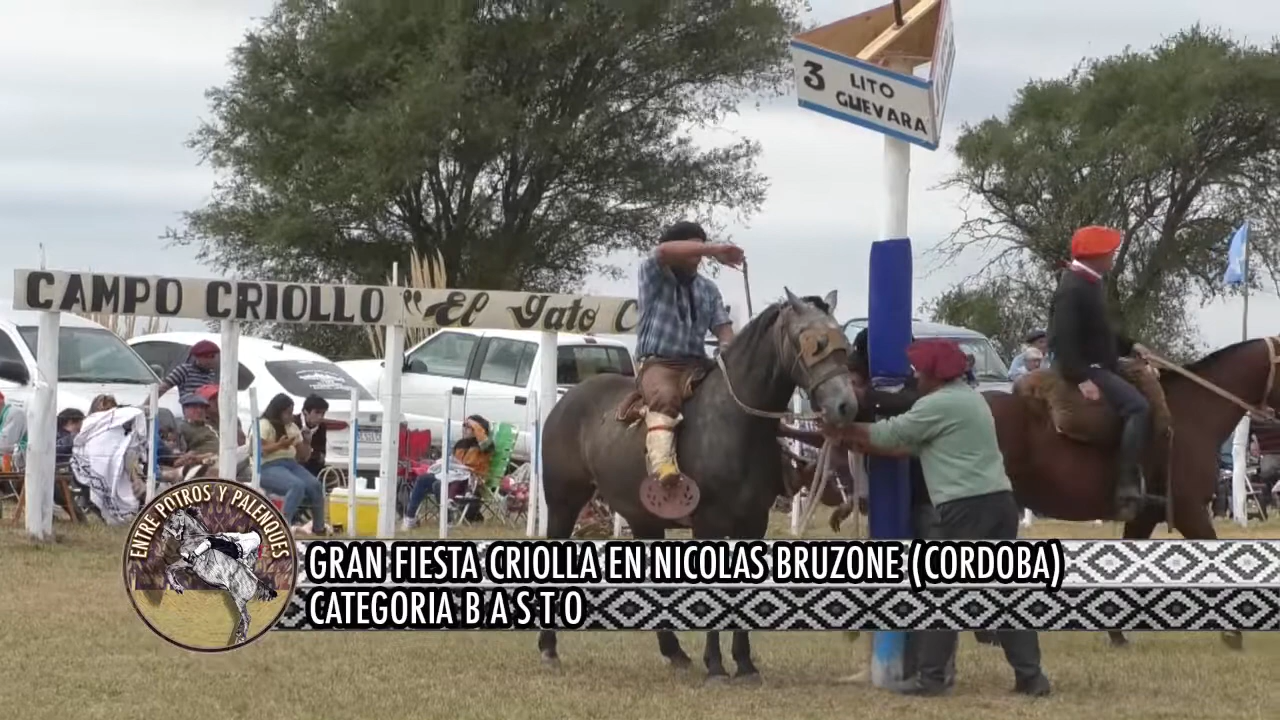 3 LITO
GUEVARA
CAMPO CRIOLLO "El Gato C
ENTRE POTROS Y PALENQUES
GRAN FIESTA CRIOLLA EN NICOLAS BRUZONE (CORDOBA)
CATEGORIA B A S T O